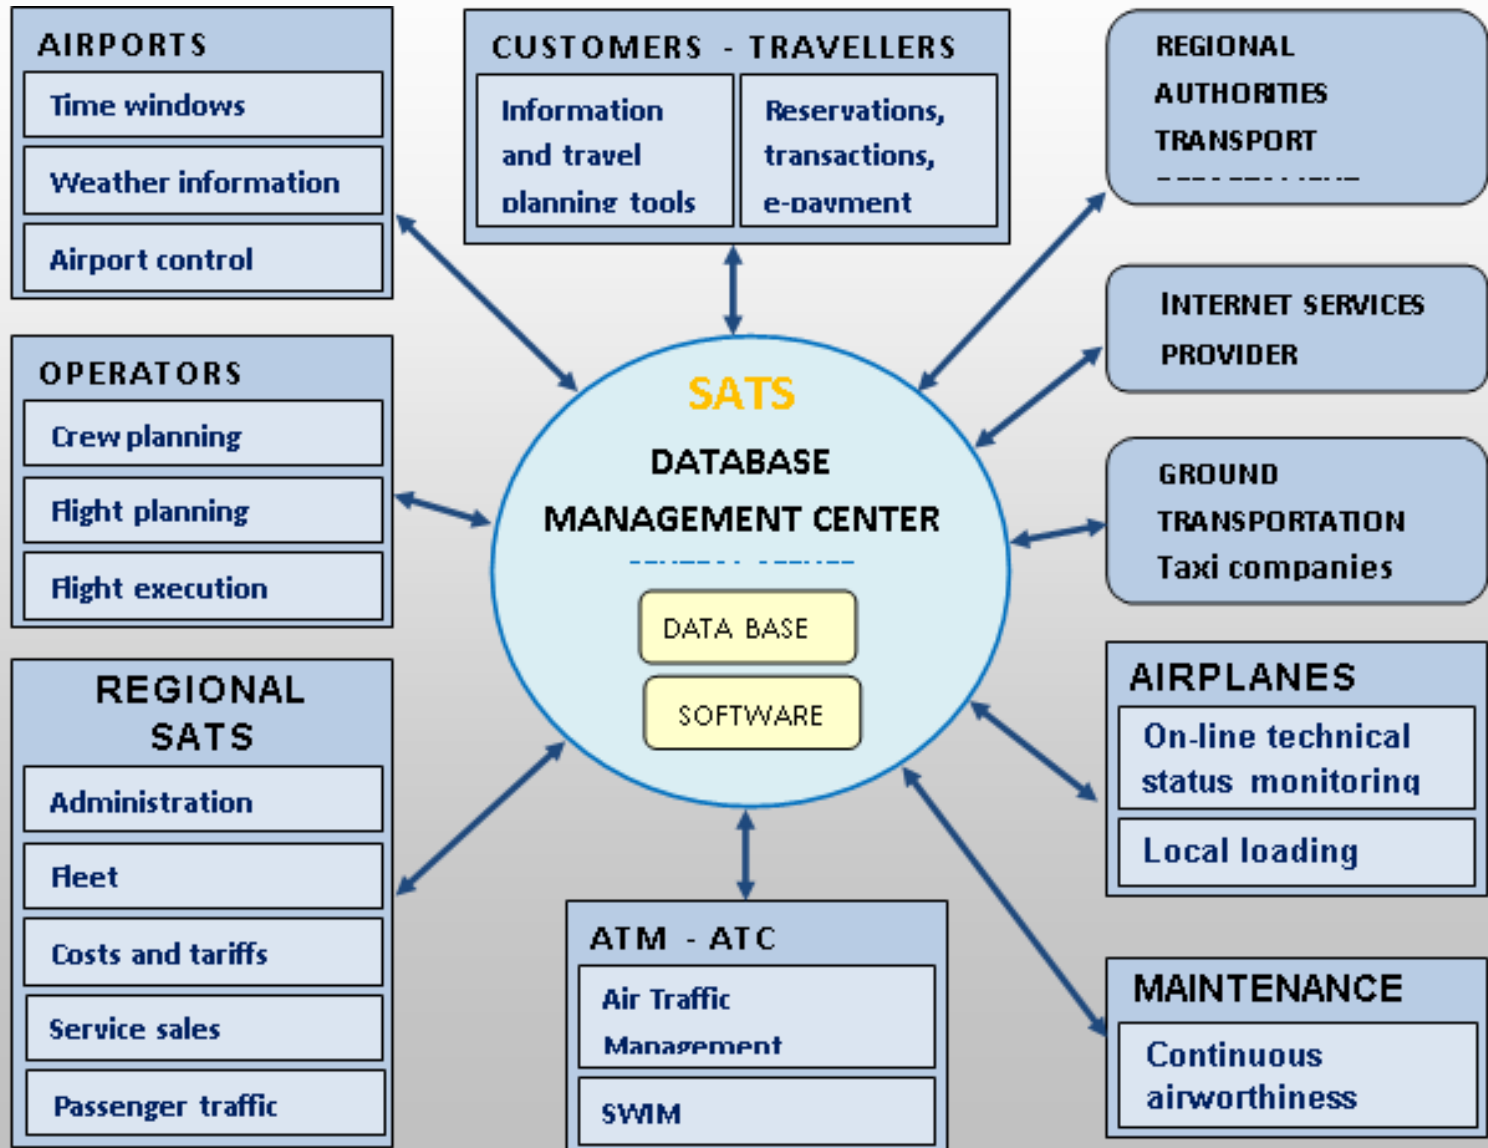 AIRPORTS
Time windows
Weather information
Airport control
CUSTOMERS - TRAVELLERS
Information
and travel
planning tools
Reservations,
transactions,
e-payment
REGIONAL
AUTHORITIES
TRANSPORT
INTERNET SERVICES
PROVIDER
OPERATORS
Crew planning
Flight planning
Flight execution
SATS
DATABASE
MANAGEMENT CENTER
DATA BASE
SOFTWARE
GROUND
TRANSPORTATION
Taxi companies
REGIONAL
SATS
Administration
Fleet
Costs and tariffs
Service sales
Passenger traffic
ATM - ATC
Air Traffic
Management
SWIM
AIRPLANES
On-line technical
status monitoring
Local loading
MAINTENANCE
Continuous
airworthiness